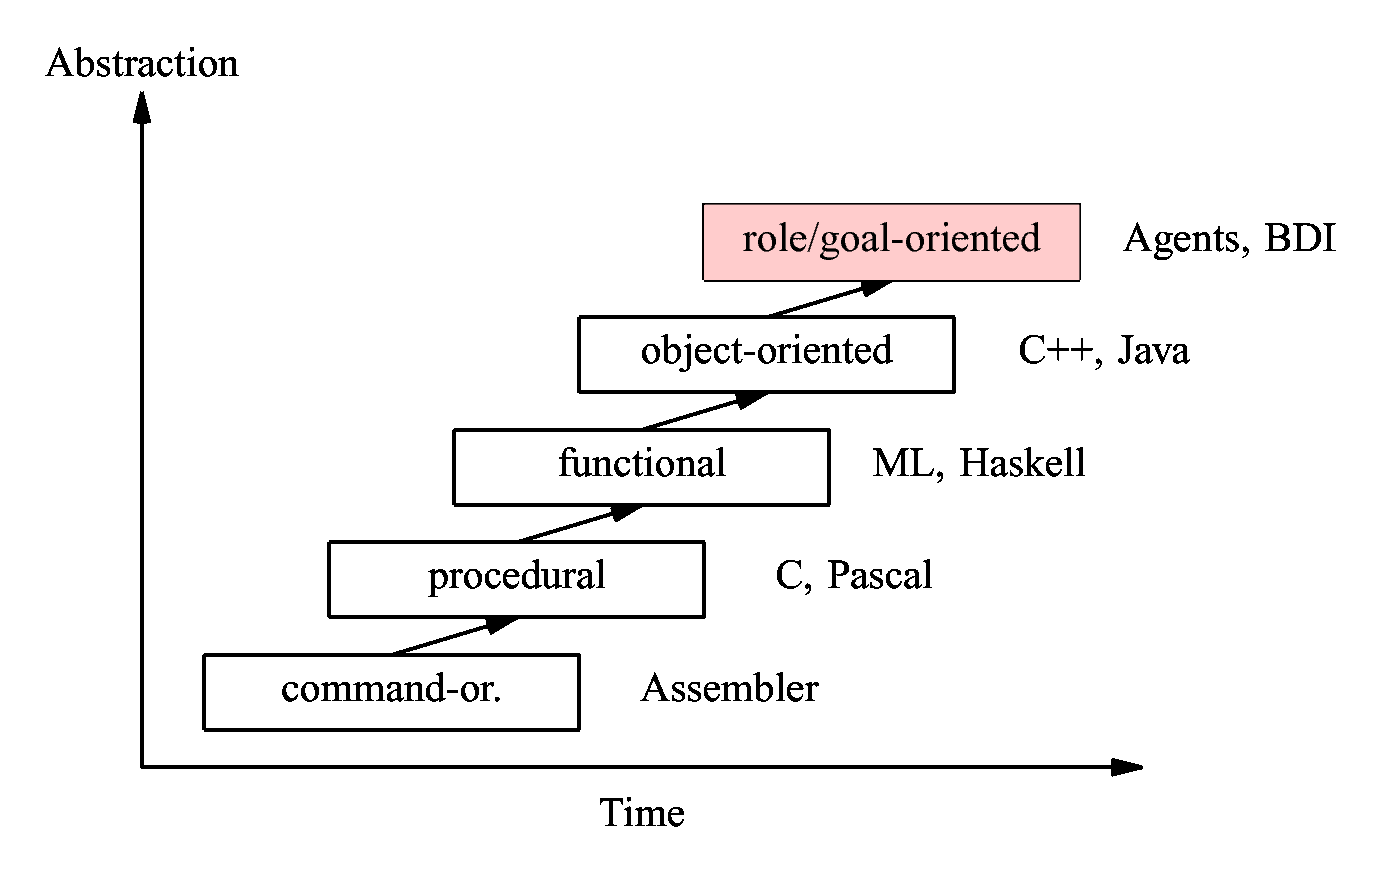 Abstraction
role/goal-oriented Agents, BDI
object-oriented C++, Java
functional ML, Haskell
procedural C, Pascal
command-or. Assembler
Time